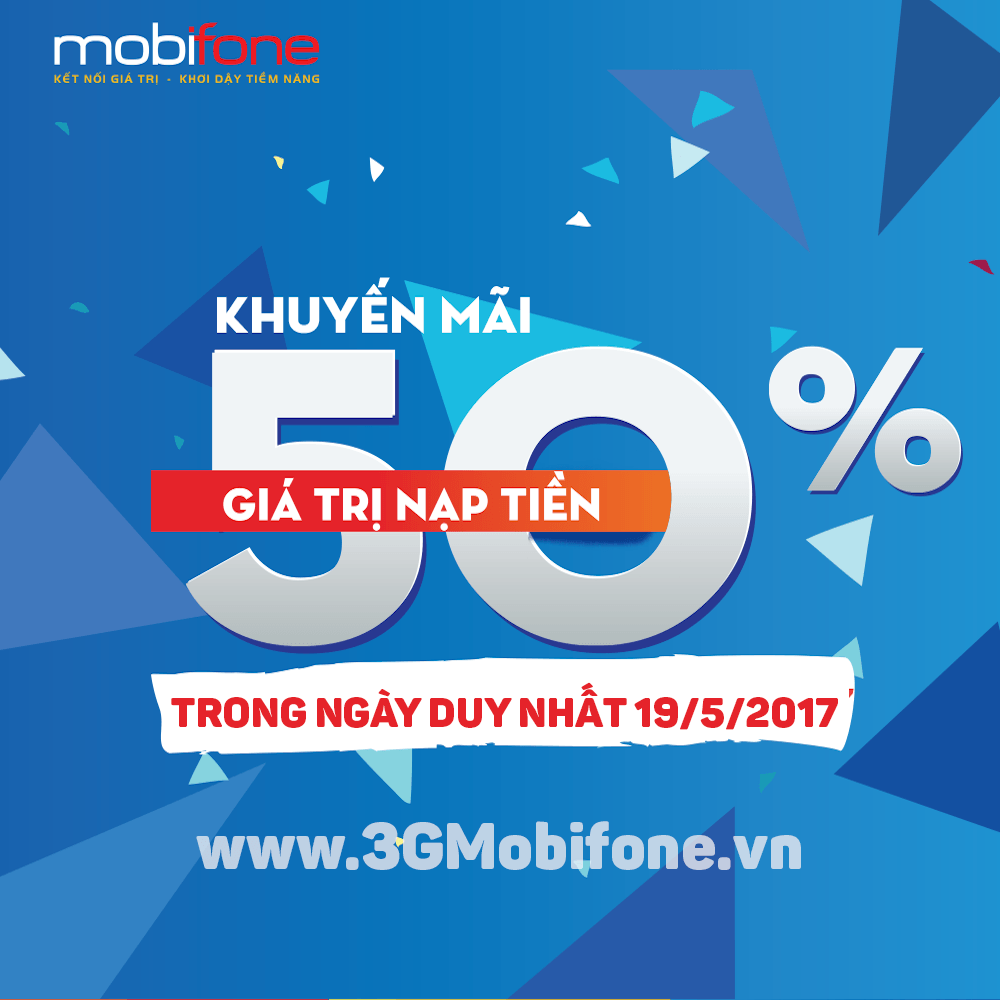 mobifone
KẾT NỐI GIÁ TRỊ - KHƠI DẬY TIỀM NĂNG
KHUYẾN MÃI
50%
GIÁ TRỊ NẠP TIỀN
TRONG NGÀY DUY NHẤT 19/5/2017
www.3GMobifone.vn